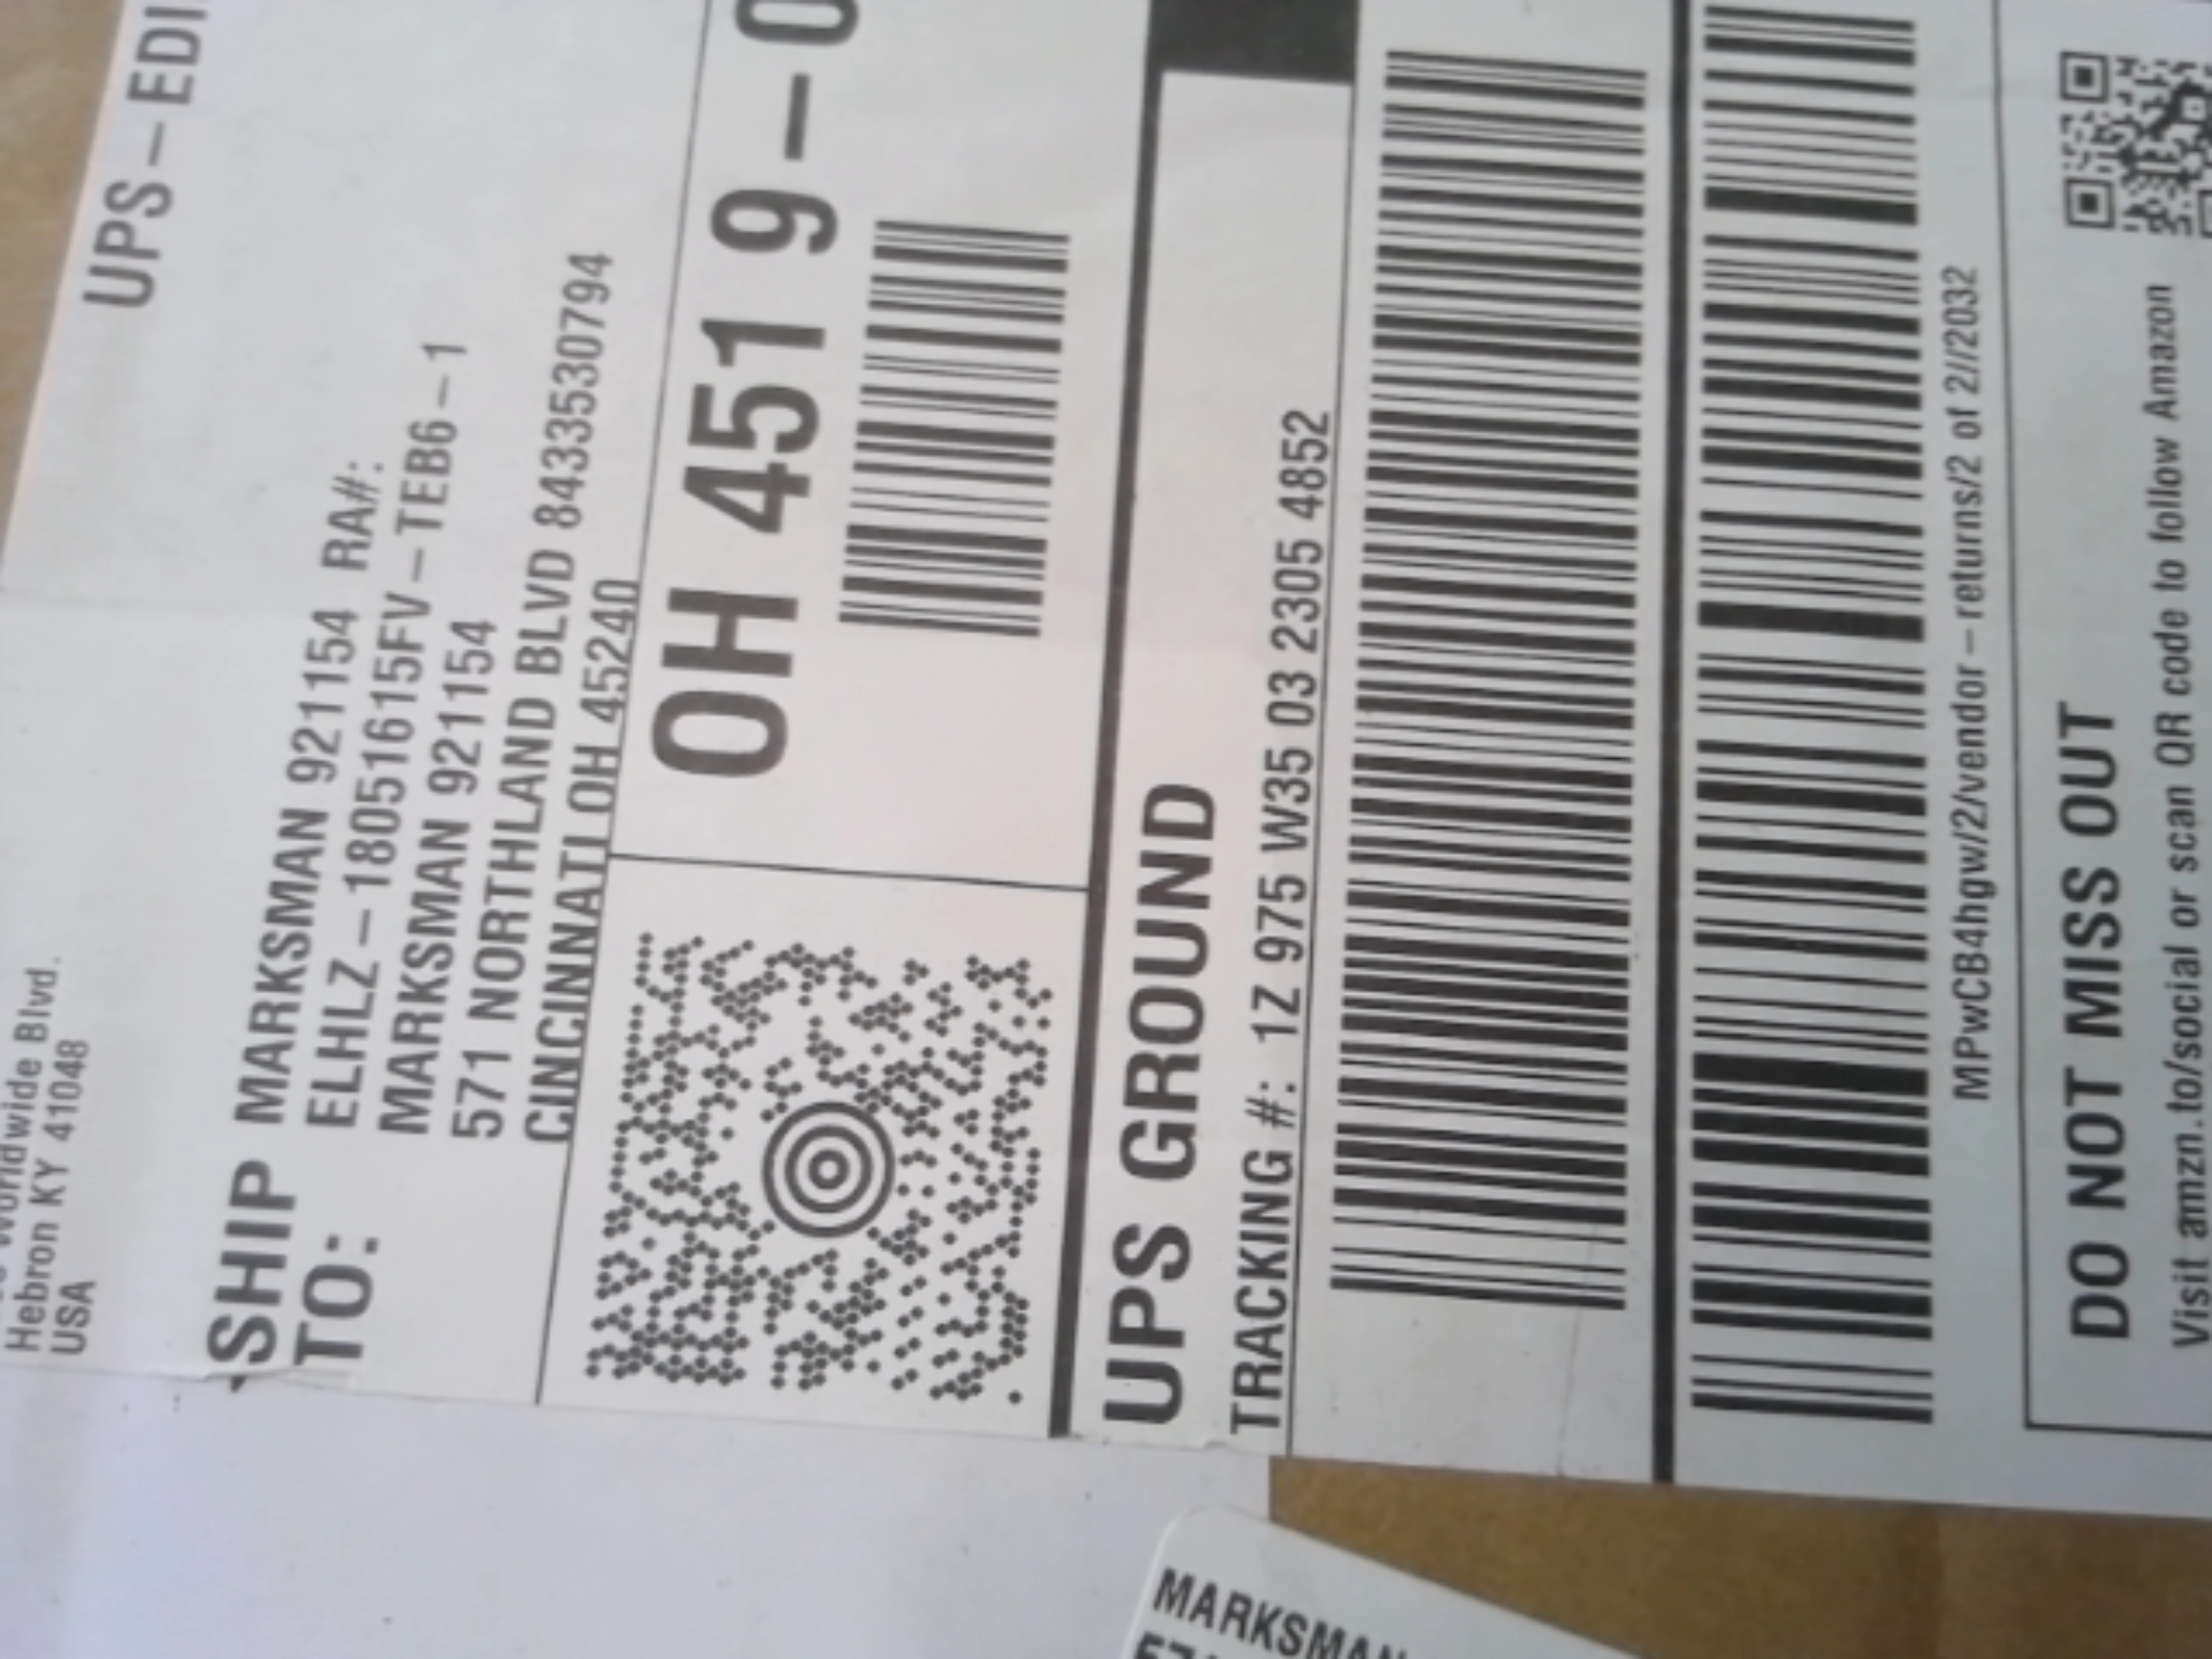 Worldwide Blvd.
Hebron KY 41048
USA
UPS – EDI
SHIP TO:
MARKSMAN 921154 RA#:
ELHLZ – 18051615FV – TEB6 – 1
MARKSMAN 921154
571 NORTHLAND BLVD 8433530794
CINCINNATI OH 45240
OH 451 9 – 0
UPS GROUND
TRACKING #: 1Z 975 W35 03 2305 4852
MPwCB4hgw/2/vendor – returns/2 of 2//2032
DO NOT MISS OUT
Visit amzn.to/social or scan QR code to follow Amazon
MARKSMAN